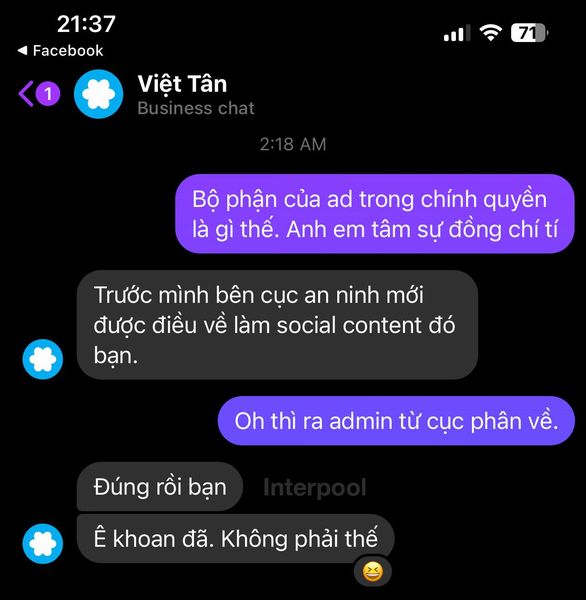 21:37
71
Facebook
1
Việt Tân
Business chat
2:18 AM
Bộ phận của ad trong chính quyền
là gì thế. Anh em tâm sự đồng chí tí
Trước mình bên cục an ninh mới
được điều về làm social content đó
bạn.
Oh thì ra admin từ cục phân về.
Đúng rồi bạn
Interpool
Ê khoan đã. Không phải thế